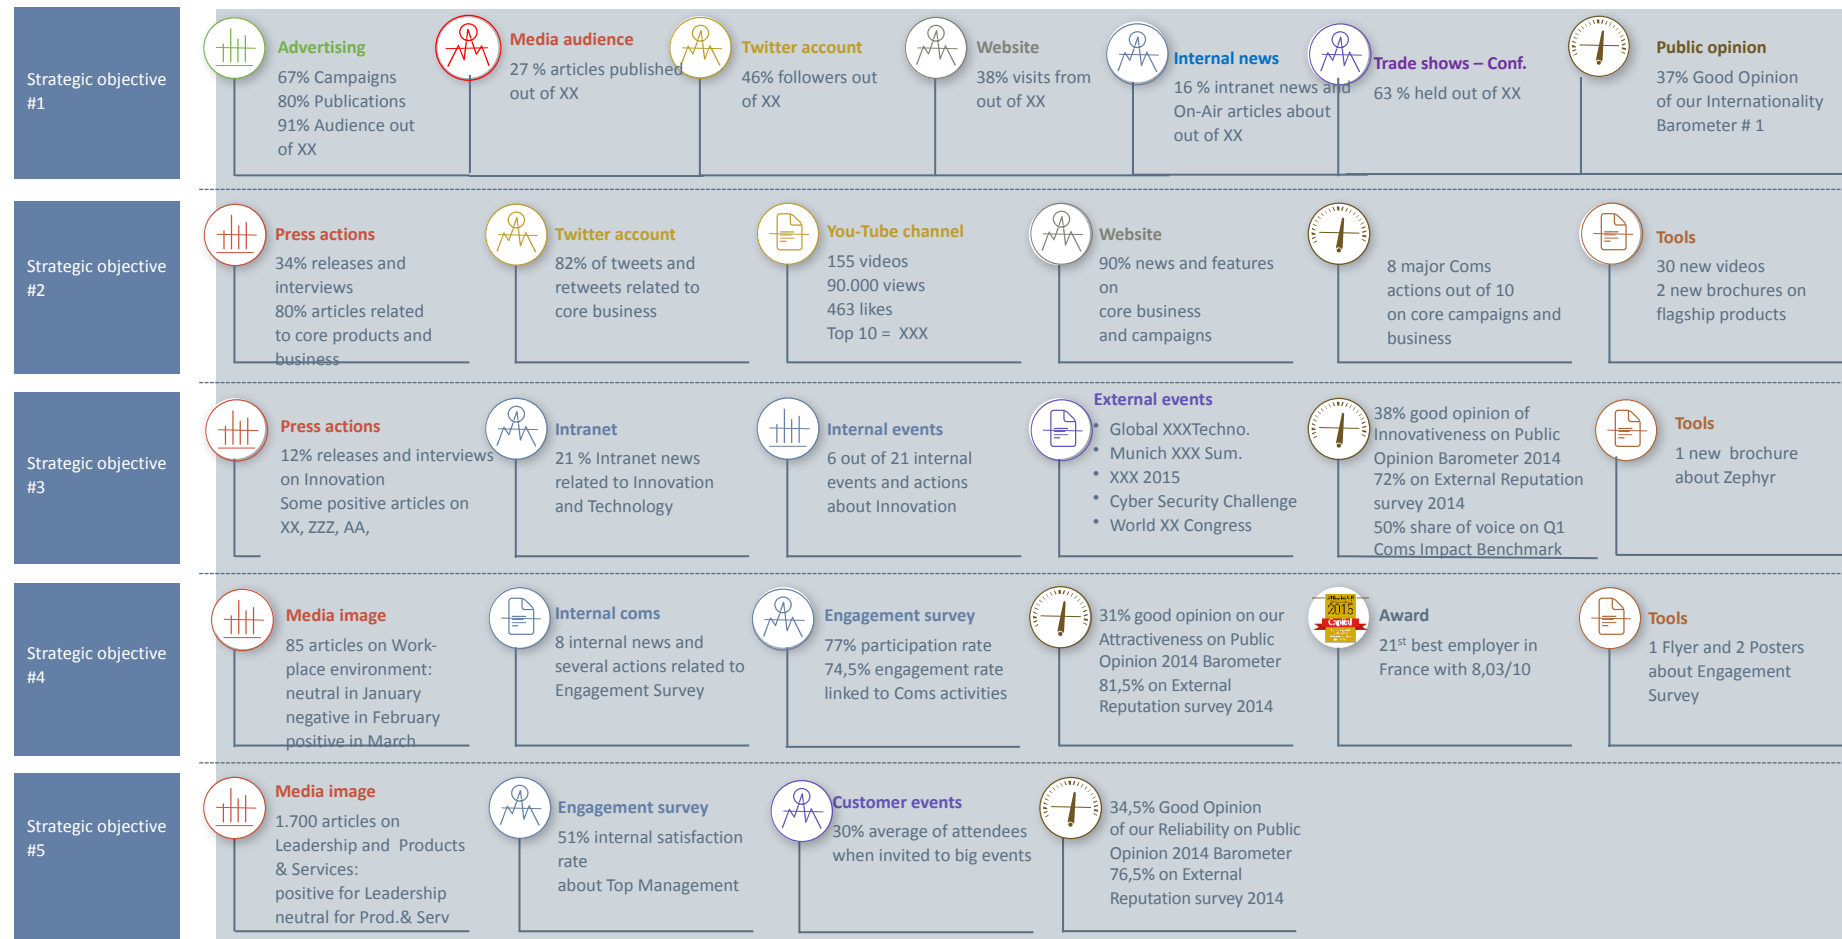 Strategic objective
#1
Advertising
67% Campaigns
80% Publications
91% Audience out
of XX
Media audience
27 % articles published
out of XX
Twitter account
46% followers out
of XX
Website
38% visits from
out of XX
Internal news
16 % intranet news and
On-Air articles about
out of XX
Trade shows – Conf.
63 % held out of XX
Public opinion
37% Good Opinion
of our Internationality
Barometer # 1
Strategic objective
#2
Press actions
34% releases and
interviews
80% articles related
to core products and
business
Twitter account
82% of tweets and
retweets related to
core business
You-Tube channel
155 videos
90.000 views
463 likes
Top 10 = XXX
Website
90% news and features
on
core business
and campaigns
8 major Coms
actions out of 10
on core campaigns and
business
Tools
30 new videos
2 new brochures on
flagship products
Strategic objective
#3
Press actions
12% releases and interviews
on Innovation
Some positive articles on
XX, ZZZ, AA,
Intranet
21 % Intranet news
related to Innovation
and Technology
Internal events
6 out of 21 internal
events and actions
about Innovation
External events
• Global XXXTechno.
• Munich XXX Sum.
• XXX 2015
• Cyber Security Challenge
• World XX Congress
38% good opinion of
Innovativeness on Public
Opinion Barometer 2014
72% on External Reputation
survey 2014
50% share of voice on Q1
Coms Impact Benchmark
Tools
1 new brochure
about Zephyr
Strategic objective
#4
Media image
85 articles on Work-
place environment:
neutral in January
negative in February
positive in March
Internal coms
8 internal news and
several actions related to
Engagement Survey
Engagement survey
77% participation rate
74,5% engagement rate
linked to Coms activities
31% good opinion on our
Attractiveness on Public
Opinion 2014 Barometer
81,5% on External
Reputation survey 2014
2015
Capital
Award
21st best employer in
France with 8,03/10
Tools
1 Flyer and 2 Posters
about Engagement
Survey
Strategic objective
#5
Media image
1.700 articles on
Leadership and Products
& Services:
positive for Leadership
neutral for Prod.& Serv
Engagement survey
51% internal satisfaction
rate
about Top Management
Customer events
30% average of attendees
when invited to big events
34,5% Good Opinion
of our Reliability on Public
Opinion 2014 Barometer
76,5% on External
Reputation survey 2014